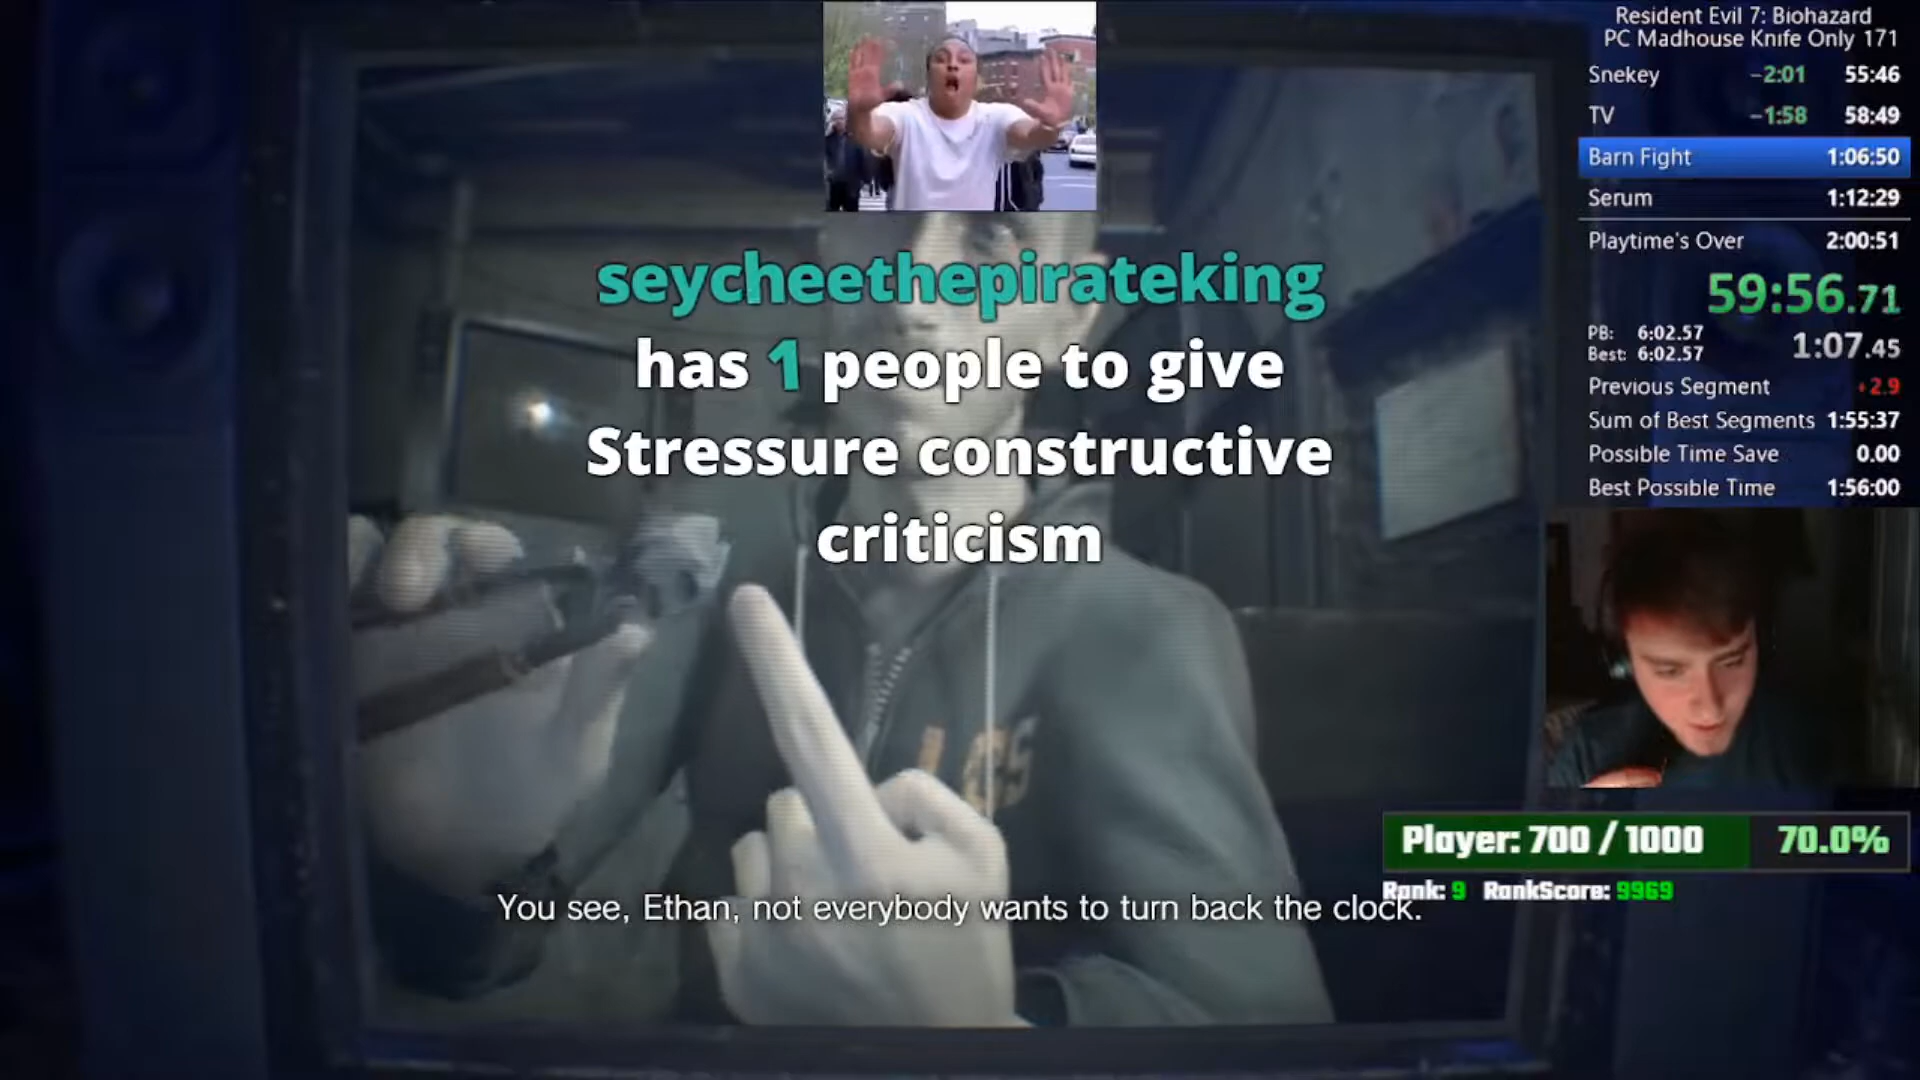 seycheethepirateking
has 1 people to give
Stressure constructive
criticism
You see, Ethan, not everybody wants to turn back the clock.
Resident Evil 7: Biohazard
PC Madhouse Knife Only 171
Snekey -2:01 55:46
TV -1:58 58:49
Barn Fight 1:06:50
Serum 1:12:29
Playtime's Over 2:00:51
59:56.71
PB: 6:02.57
Best: 6:02.57
1:07.45
Previous Segment +2.9
Sum of Best Segments 1:55:37
Possible Time Save 0.00
Best Possible Time 1:56:00
Player: 700 / 1000 70.0%
Rank: 9 RankScore: 9969